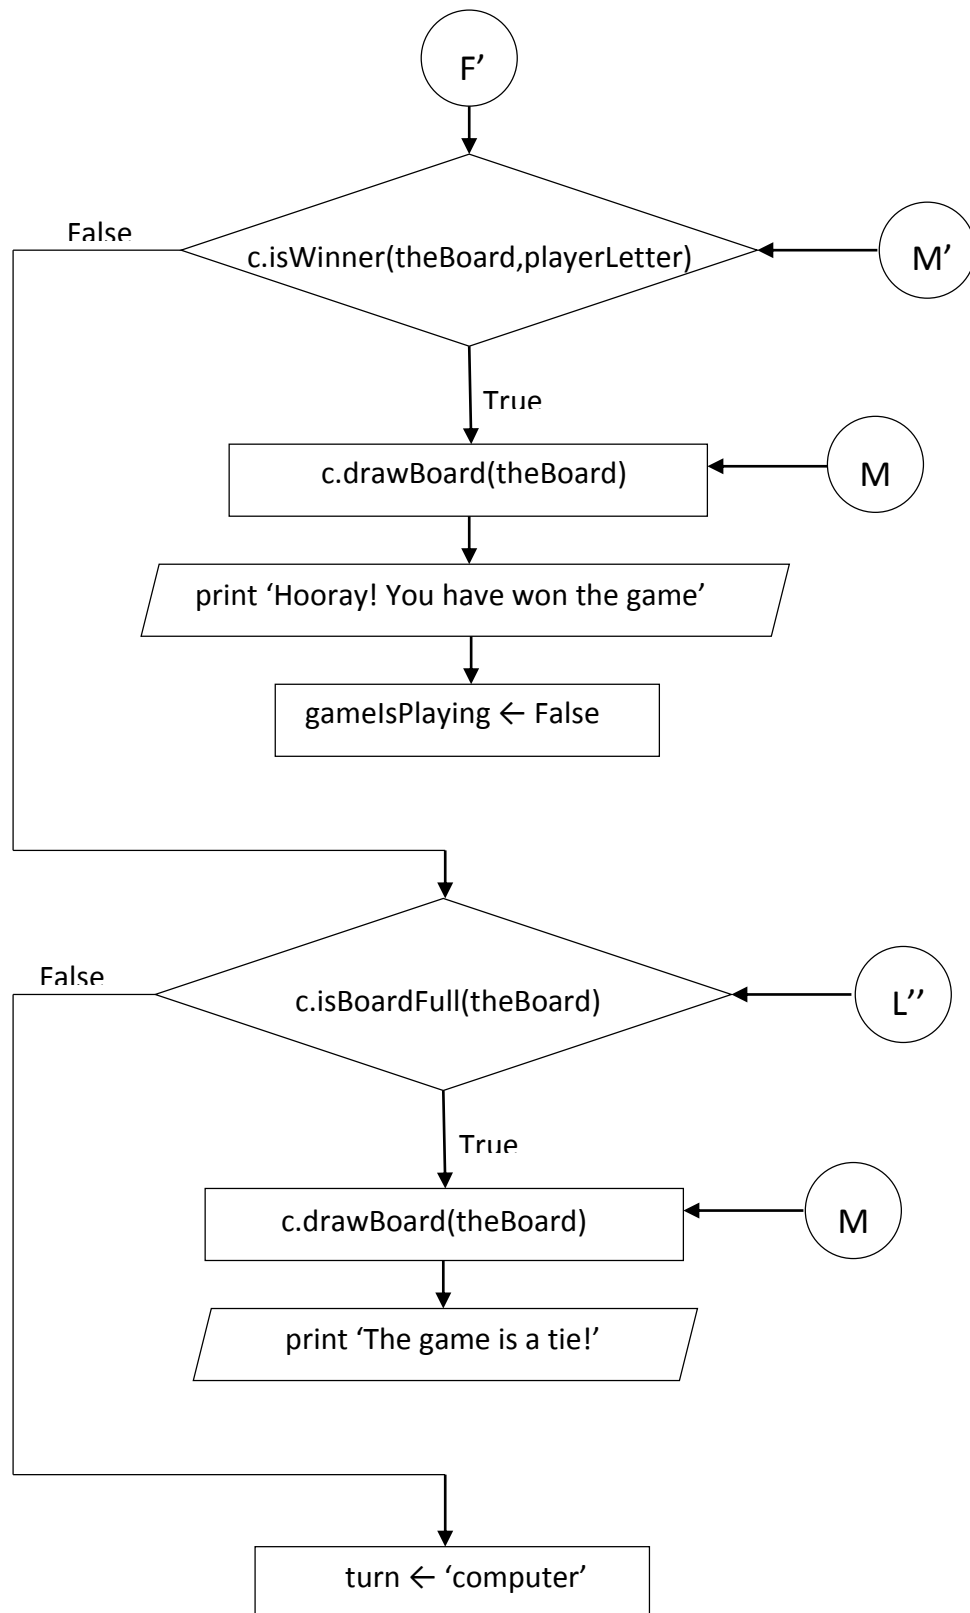 F’
False
c.isWinner(theBoard,playerLetter)
M’
True
c.drawBoard(theBoard)
M
print ‘Hooray! You have won the game’
gameIsPlaying ← False
False
c.isBoardFull(theBoard)
L’’
True
c.drawBoard(theBoard)
M
print ‘The game is a tie!’
turn ← ‘computer’